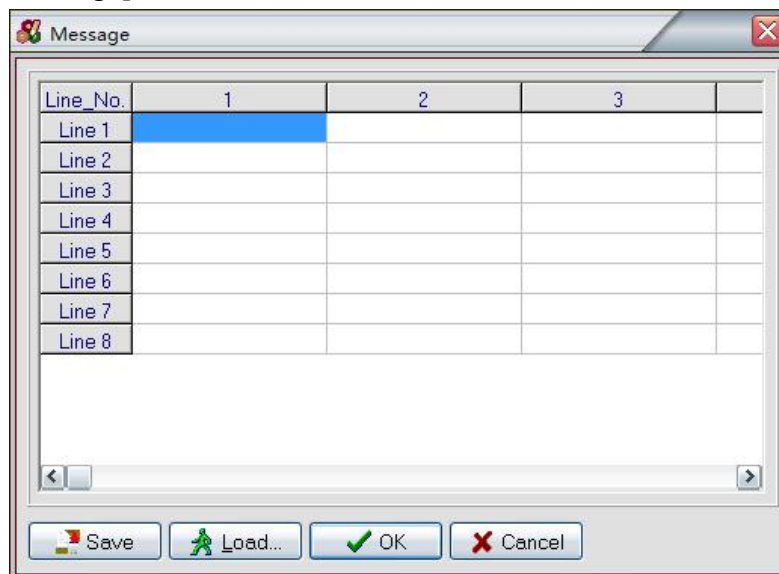 Message
Line_No. 1 2 3
Line 1
Line 2
Line 3
Line 4
Line 5
Line 6
Line 7
Line 8
Save Load... OK Cancel